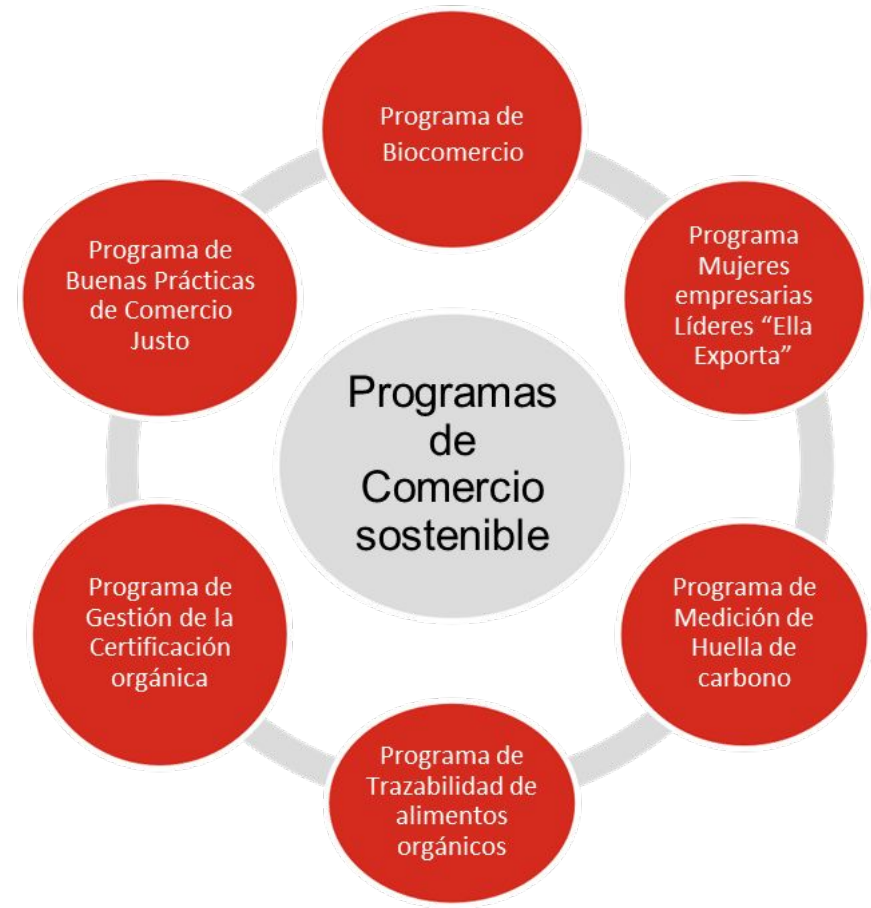 Programa de
Biocomercio
Programa
Mujeres
empresarias
Líderes “Ella
Exporta”
Programa de
Medición de
Huella de
carbono
Programa de
Trazabilidad de
alimentos
orgánicos
Programa de
Gestión de la
Certificación
orgánica
Programa de
Buenas Prácticas
de Comercio
Justo
Programas
de
Comercio
sostenible